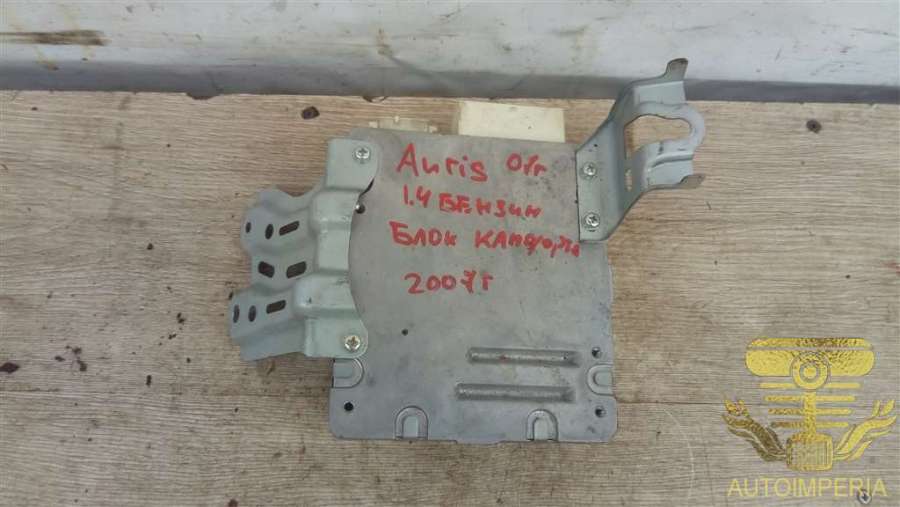 Auris 07г
1.4 БЕНЗИН
БЛОК КАМФОРТА
2007г
AUTOIMPERIA